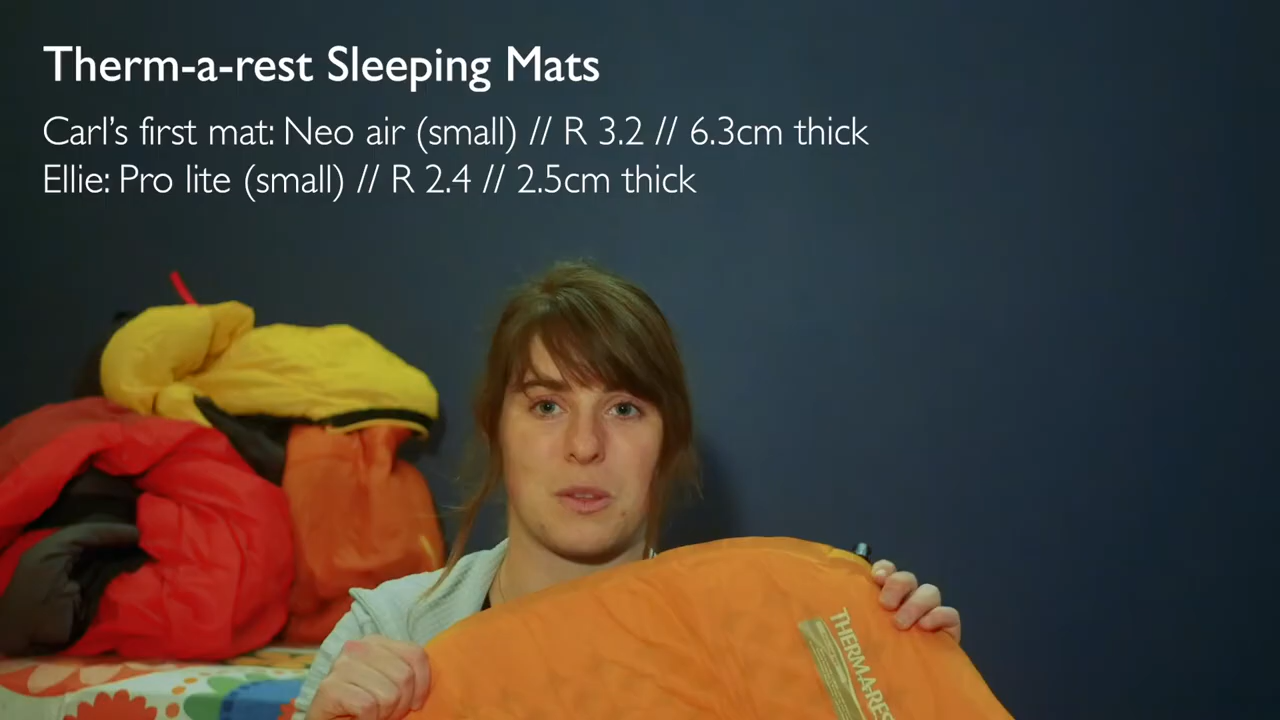 Therm-a-rest Sleeping Mats
Carl's first mat: Neo air (small) // R 3.2 // 6.3cm thick
Ellie: Pro lite (small) // R 2.4 // 2.5cm thick
THERM-A-REST